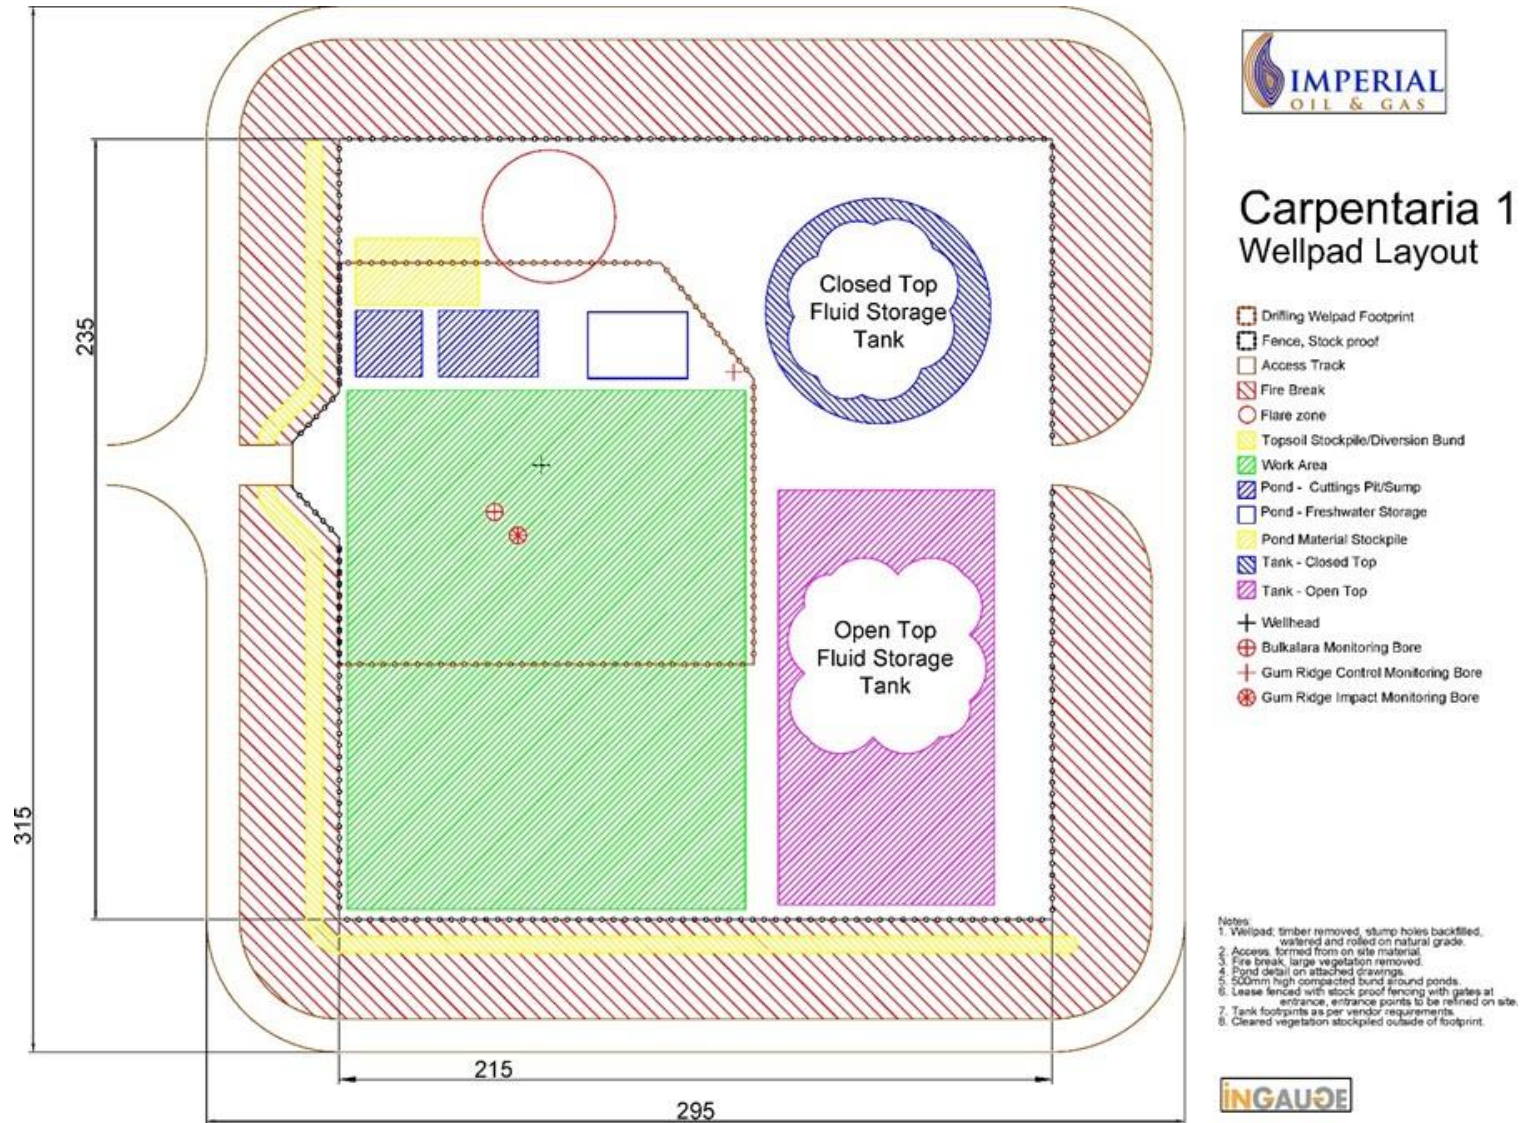 IMPERIAL
OIL & GAS
Carpentaria 1
Wellpad Layout
Drilling Welpad Footprint
Fence, Stock proof
Access Track
Fire Break
Flare zone
Topsoil Stockpile/Diversion Bund
Work Area
Pond - Cuttings Pit/Sump
Pond - Freshwater Storage
Pond Material Stockpile
Tank - Closed Top
Tank - Open Top
Wellhead
Bulkalara Monitoring Bore
Gum Ridge Control Monitoring Bore
Gum Ridge Impact Monitoring Bore
Closed Top
Fluid Storage
Tank
Open Top
Fluid Storage
Tank
235
315
215
295
Notes:
1. Wellpad; timber removed, stump holes backfilled,
watered and rolled on natural grade.
2. Access, formed from on site material.
3. Fire break, large vegetation removed.
4. Pond detail on attached drawings.
5. 500mm high compacted bund around ponds.
6. Lease fenced with stock proof fencing with gates at
entrance, entrance points to be refined on site.
7. Tank footprints as per vendor requirements.
8. Cleared vegetation stockpiled outside of footprint.
iNGAUGE